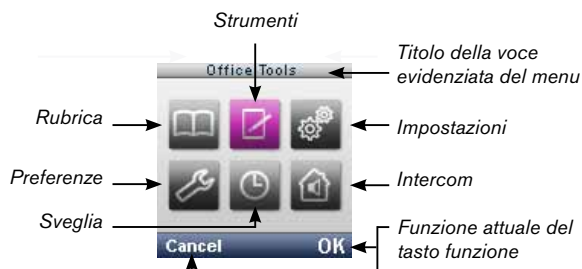 Strumenti
Office Tools
Titolo della voce
evidenziata del menu
Rubrica
Impostazioni
Preferenze
Intercom
Sveglia
Funzione attuale del
tasto funzione
Cancel
OK